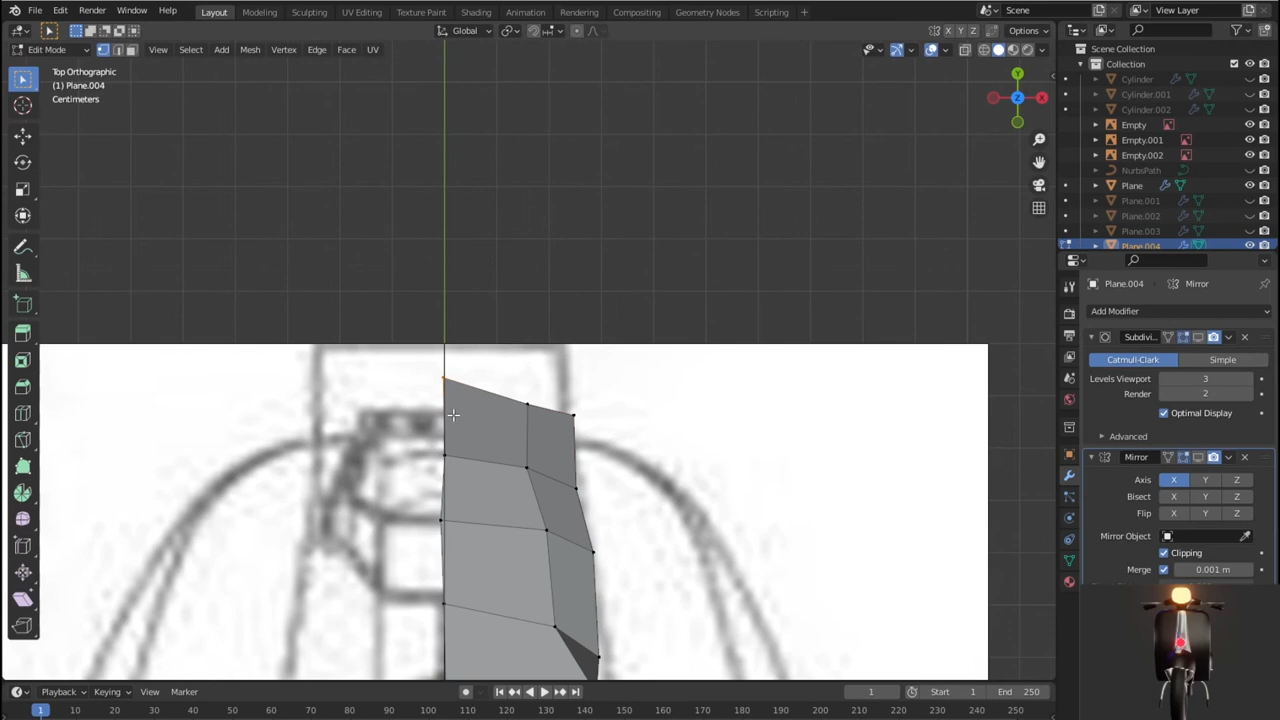 File Edit Render Window Help Layout Modeling Sculpting UV Editing Texture Paint Shading Animation Rendering Compositing Geometry Nodes Scripting + Scene View Layer
Global Options
X Y Z
Edit Mode View Select Add Mesh Vertex Edge Face UV
Top Orthographic
(1) Plane.004
Centimeters
Y
Z
X
Scene Collection
Collection
Cylinder
Cylinder.001
Cylinder.002
Empty
Empty.001
Empty.002
NurbsPath
Plane
Plane.001
Plane.002
Plane.003
Plane.004
Plane.004 Mirror
Add Modifier
Subdivi..
Catmull-Clark Simple
Levels Viewport 3
Render 2
Optimal Display
Advanced
Mirror
Axis X Y Z
Bisect X Y Z
Flip X Y Z
Mirror Object
Clipping
Merge 0.001 m
Playback Keying View Marker 1 Start 1 End 250
1 10 20 30 40 50 60 70 80 90 100 110 120 130 140 150 160 170 180 190 200 210 220 230 240 250